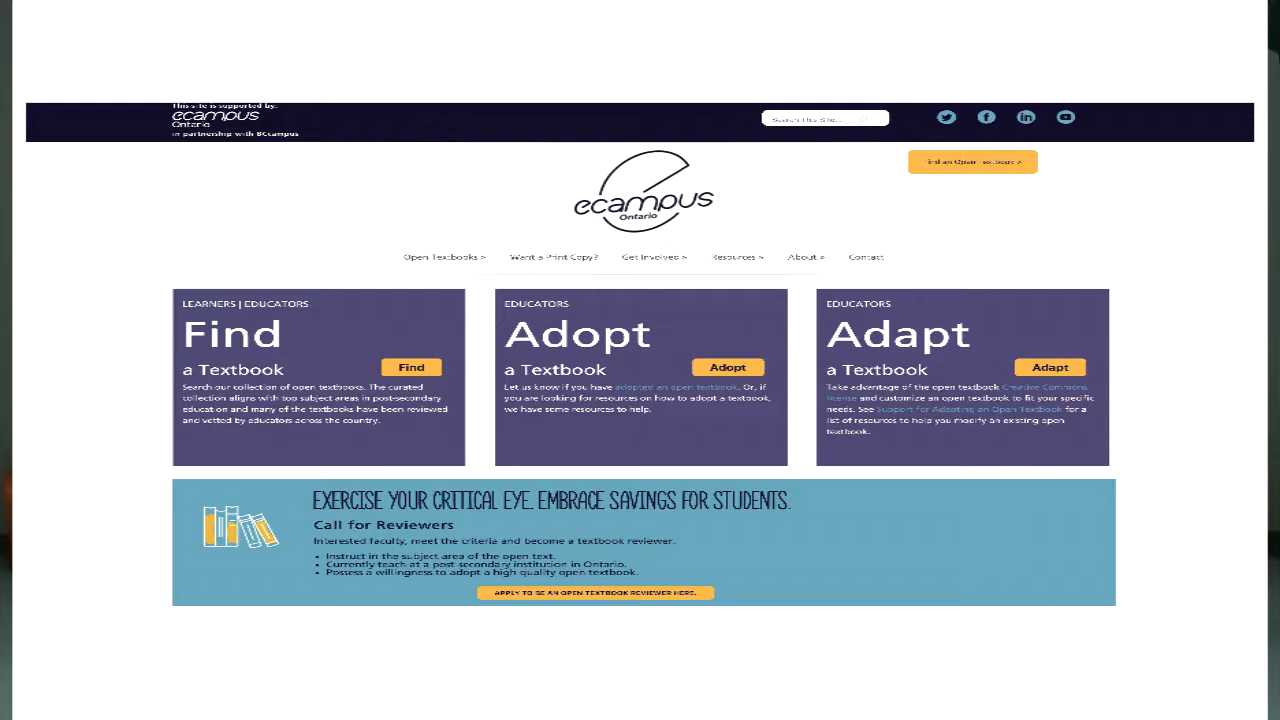 This site is supported by:
ecampus
Ontario
in partnership with BCcampus
Search This Site...
Find an Open Textbook >
ecampus
Ontario
Open Textbooks »
Want a Print Copy?
Get Involved »
Resources »
About »
Contact
LEARNERS | EDUCATORS
Find
a Textbook
Find
Search our collection of open textbooks. The curated
collection aligns with top subject areas in post-secondary
education and many of the textbooks have been reviewed
and vetted by educators across the country.
EDUCATORS
Adopt
a Textbook
Adopt
Let us know if you have adopted an open textbook. Or, if
you are looking for resources on how to adopt a textbook,
we have some resources to help.
EDUCATORS
Adapt
a Textbook
Adapt
Take advantage of the open textbook Creative Commons
license and customize an open textbook to fit your specific
needs. See Support for Adapting an Open Textbook for a
list of resources to help you modify an existing open
textbook.
EXERCISE YOUR CRITICAL EYE. EMBRACE SAVINGS FOR STUDENTS.
Call for Reviewers
Interested faculty, meet the criteria and become a textbook reviewer.
• Instruct in the subject area of the open text.
• Currently teach at a post-secondary institution in Ontario.
• Possess a willingness to adopt a high quality open textbook.
APPLY TO BE AN OPEN TEXTBOOK REVIEWER HERE.